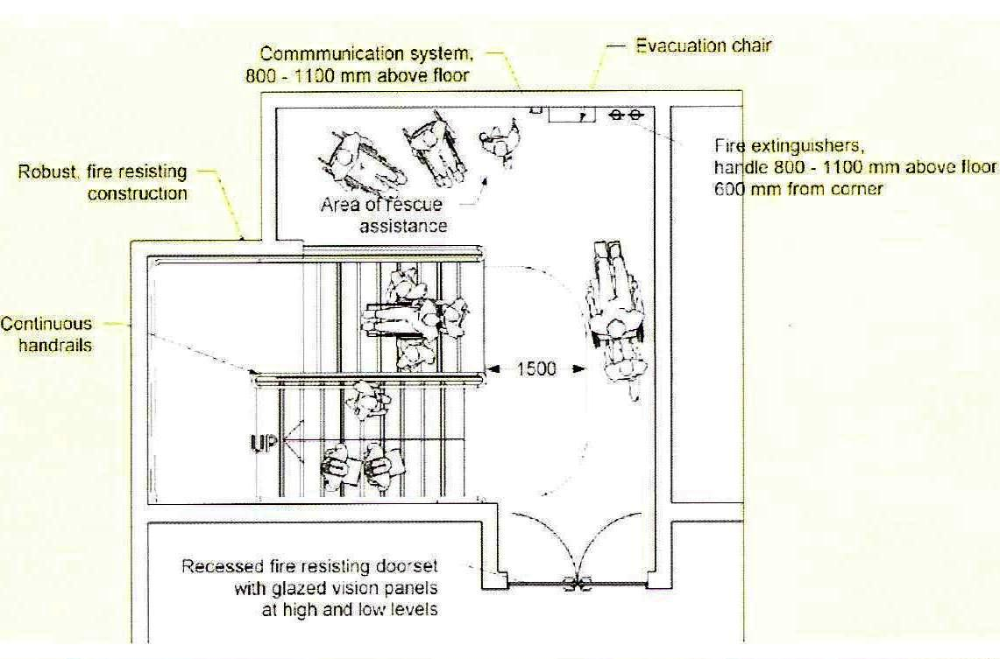 Commmunication system,
800 - 1100 mm above floor
Evacuation chair
Fire extinguishers,
handle 800 - 1100 mm above floor
600 mm from corner
Robust, fire resisting
construction
Area of rescue
assistance
Continuous
handrails
1500
UP
Recessed fire resisting doorset
with glazed vision panels
at high and low levels